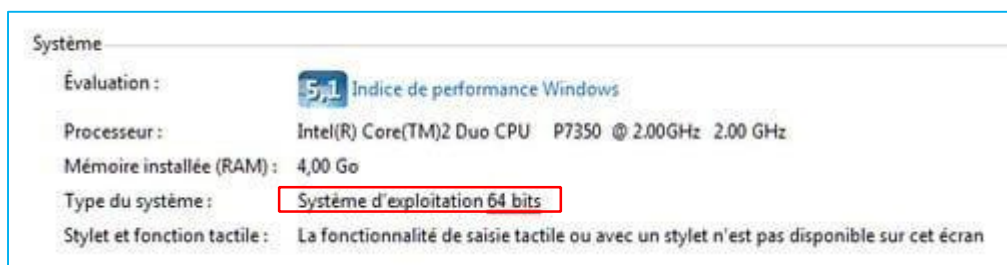 Système
Évaluation :
5,1 Indice de performance Windows
Processeur : Intel(R) Core(TM)2 Duo CPU P7350 @ 2.00GHz 2.00 GHz
Mémoire installée (RAM) : 4,00 Go
Type du système : Système d'exploitation 64 bits
Stylet et fonction tactile : La fonctionnalité de saisie tactile ou avec un stylet n'est pas disponible sur cet écran